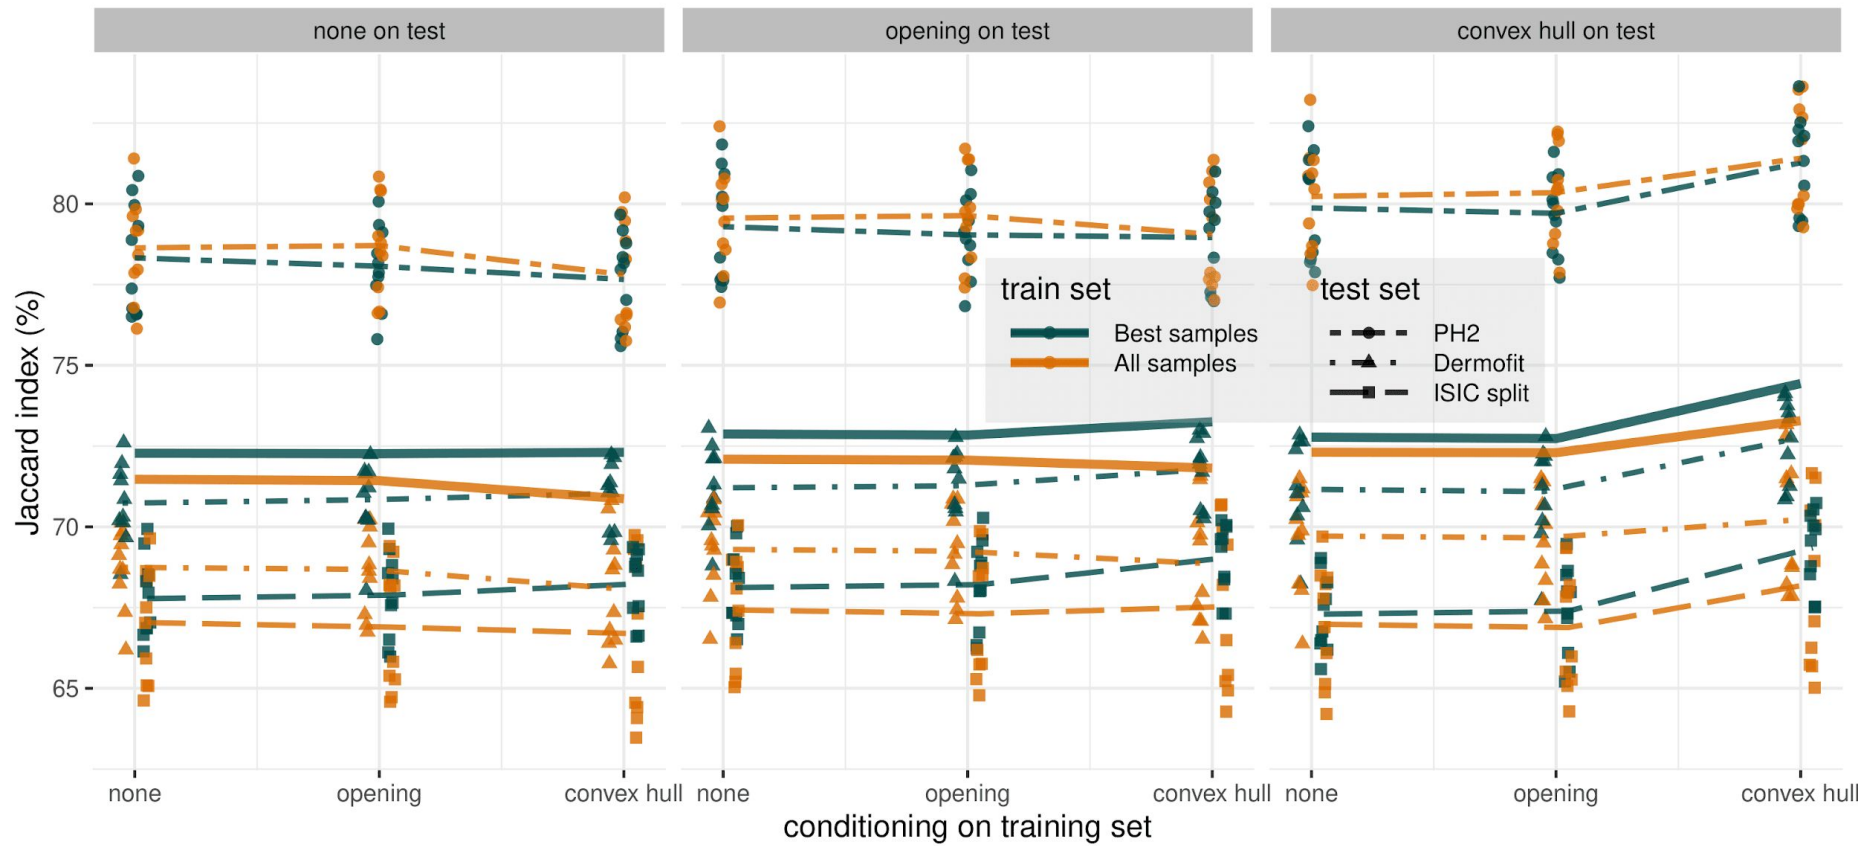 none on test
opening on test
convex hull on test
Jaccard index (%)
80
75
70
65
train set
Best samples
All samples
test set
PH2
Dermofit
ISIC split
none
opening
convex hull
none
opening
convex hull
none
opening
convex hull
conditioning on training set